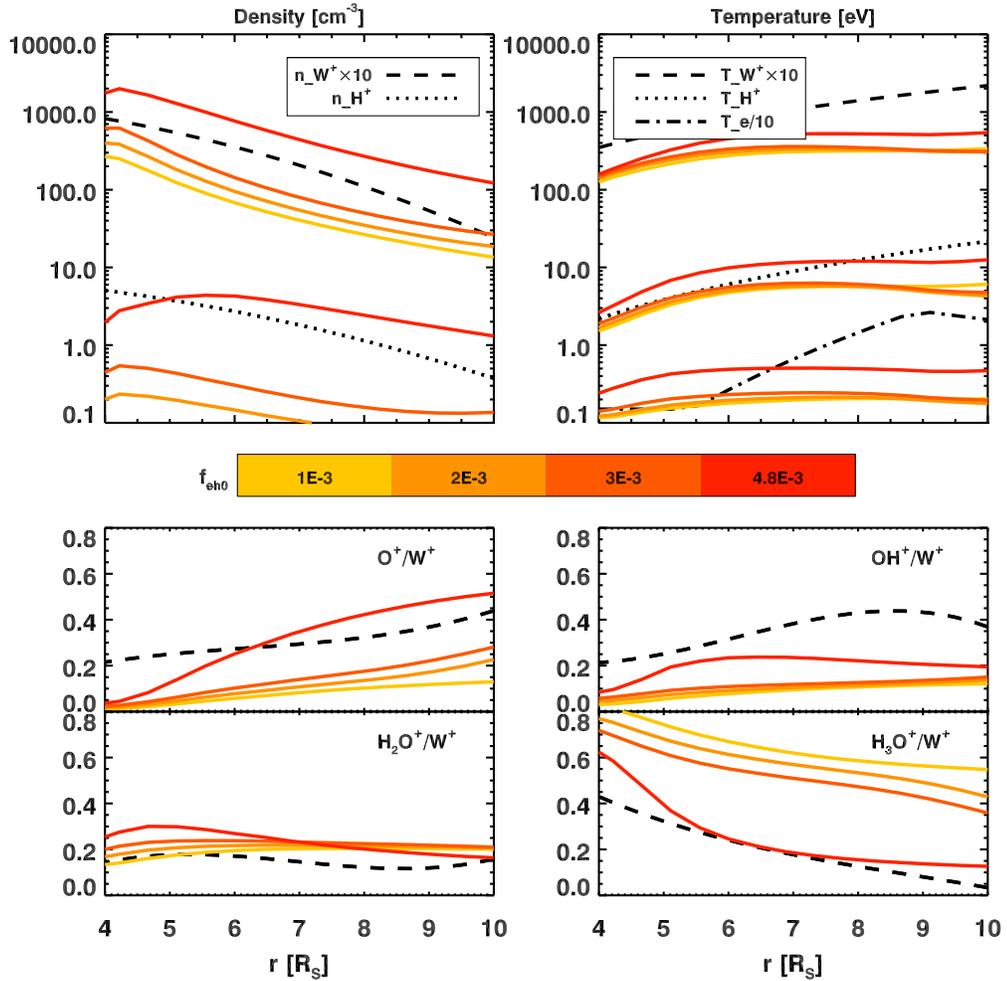 Density [cm⁻³]
Temperature [eV]
10000.0
1000.0
100.0
10.0
1.0
0.1
n_W⁺×10
n_H⁺
10000.0
1000.0
100.0
10.0
1.0
0.1
T_W⁺×10
T_H⁺
T_e/10
f_eh0
1E-3 2E-3 3E-3 4.8E-3
0.8
0.6
0.4
0.2
0.0
O⁺/W⁺
0.8
0.6
0.4
0.2
0.0
OH⁺/W⁺
0.8
0.6
0.4
0.2
0.0
H₂O⁺/W⁺
4 5 6 7 8 9 10
r [R_S]
0.8
0.6
0.4
0.2
0.0
H₃O⁺/W⁺
4 5 6 7 8 9 10
r [R_S]